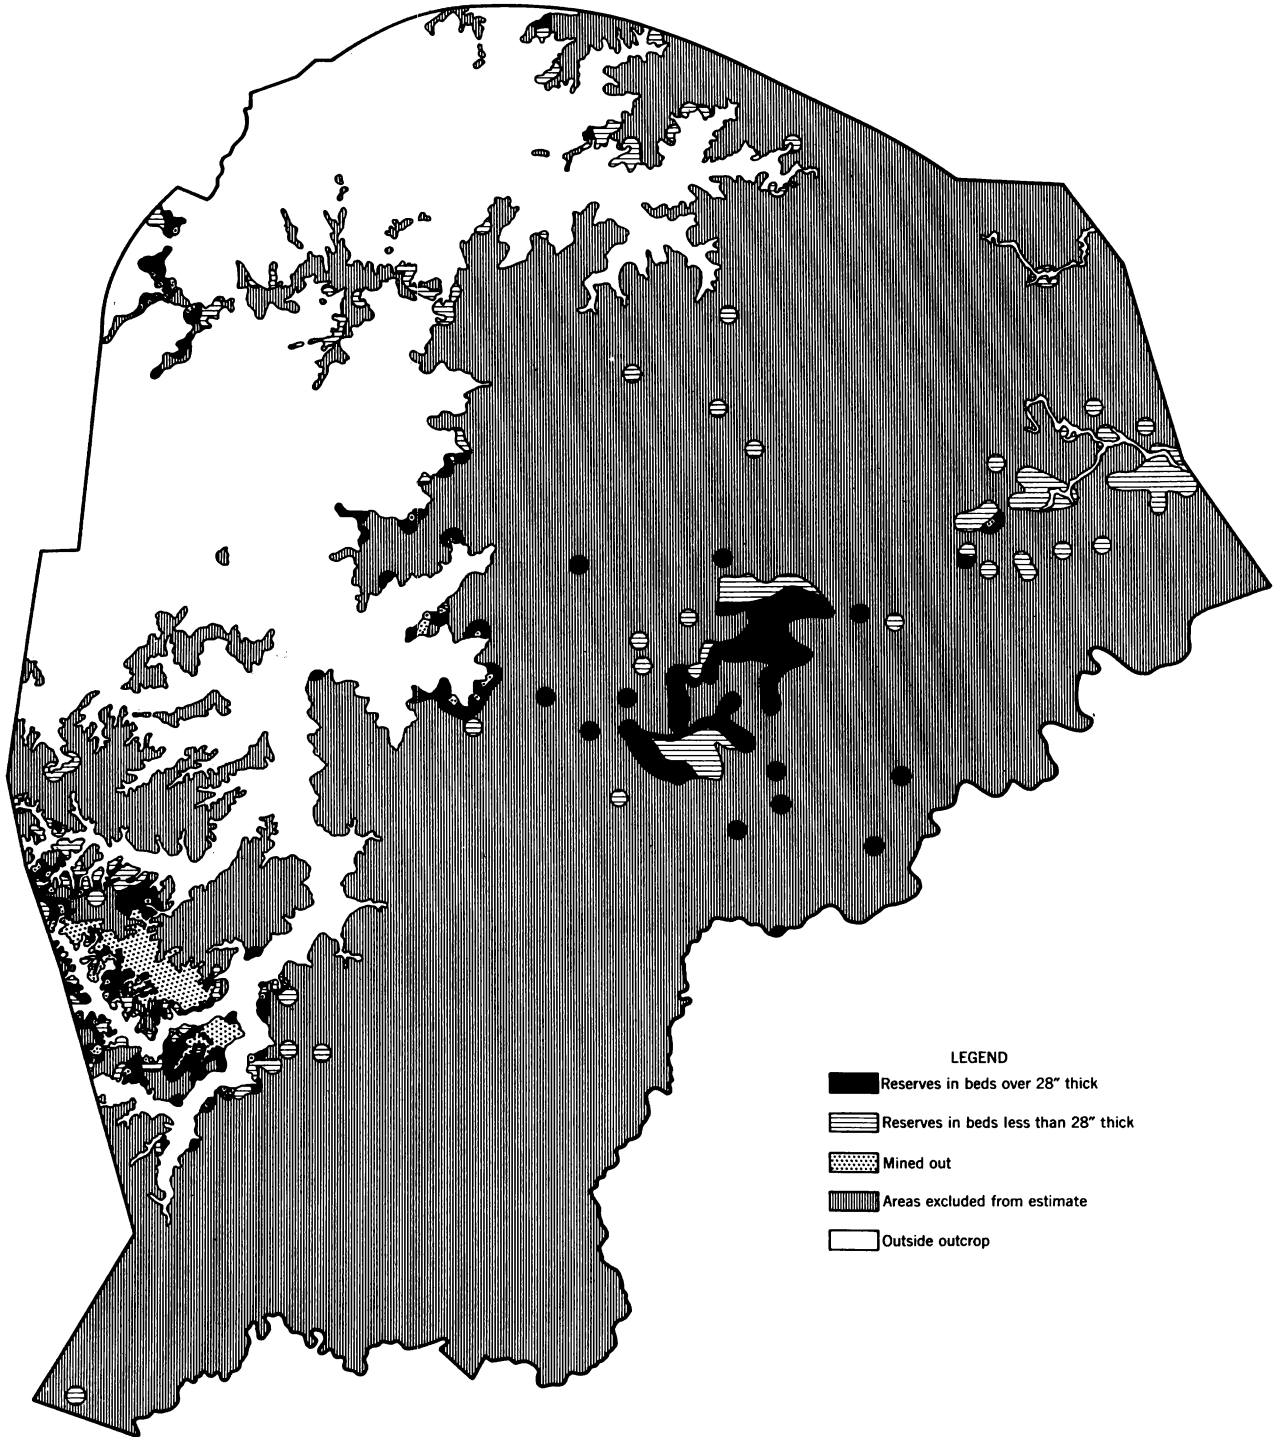 LEGEND
Reserves in beds over 28″ thick
Reserves in beds less than 28″ thick
Mined out
Areas excluded from estimate
Outside outcrop